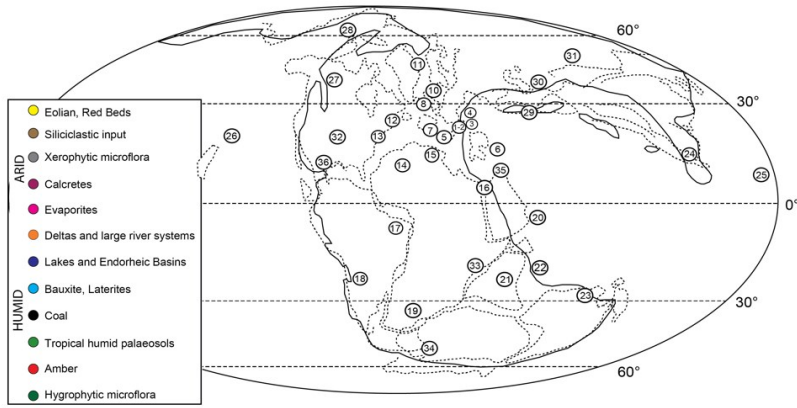 60°
28
31
11
27
30
10
8
30°
4
29
12
3
1-2
7
26
32
13
5
6
24
15
36
14
35
25
16
0°
20
17
33
22
18
21
23
30°
19
34
60°
ARID
HUMID
Eolian, Red Beds
Siliciclastic input
Xerophytic microflora
Calcretes
Evaporites
Deltas and large river systems
Lakes and Endorheic Basins
Bauxite, Laterites
Coal
Tropical humid palaeosols
Amber
Hygrophytic microflora